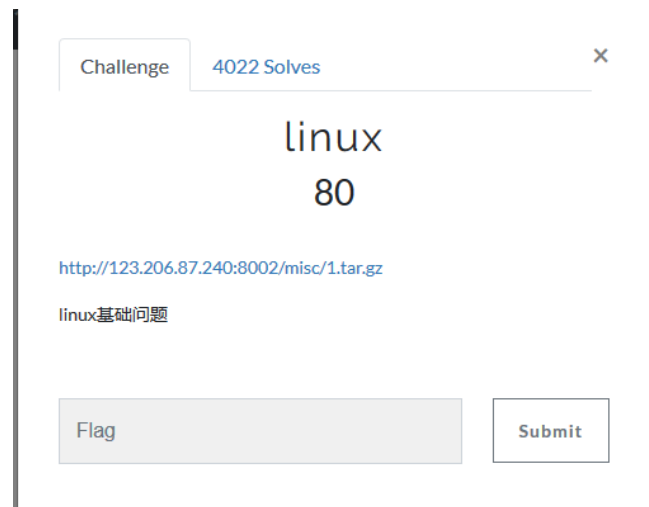 Challenge 4022 Solves ×
linux
80
http://123.206.87.240:8002/misc/1.tar.gz
linux基础问题
Flag Submit